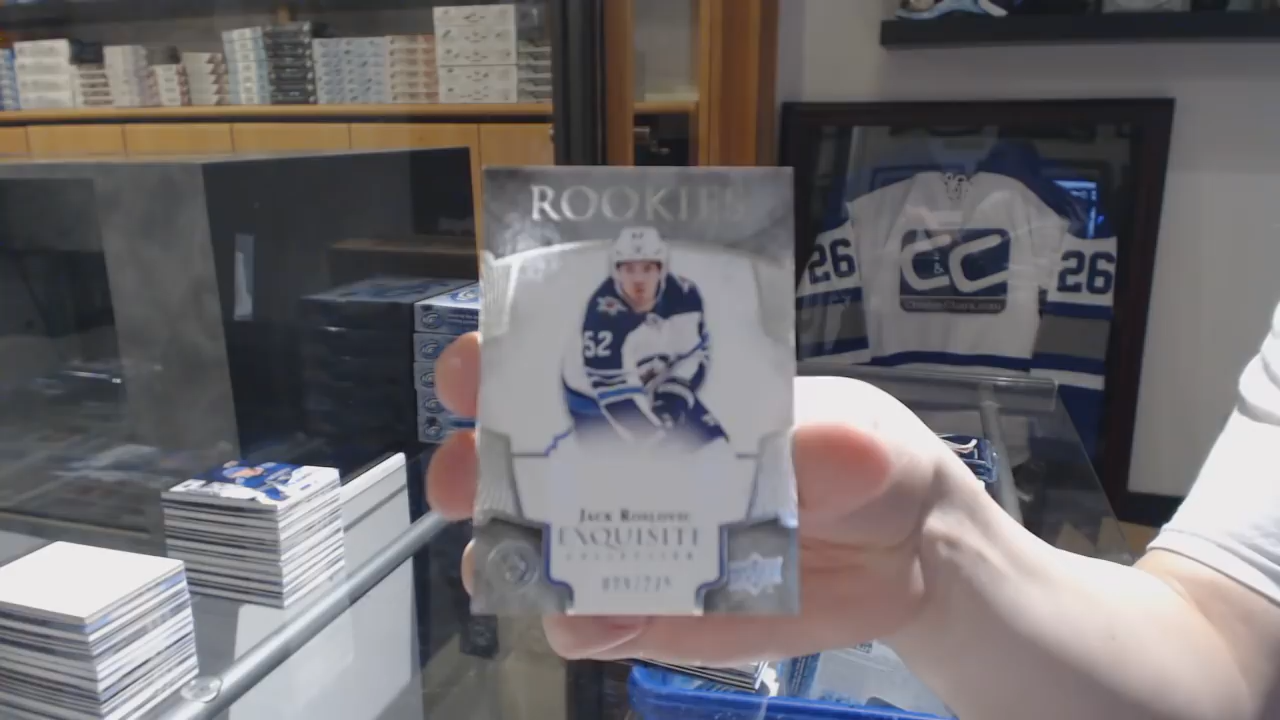 ROOKIES
52
JACK ROSLOVIC
EXQUISITE
COLLECTION
26
C&C
26